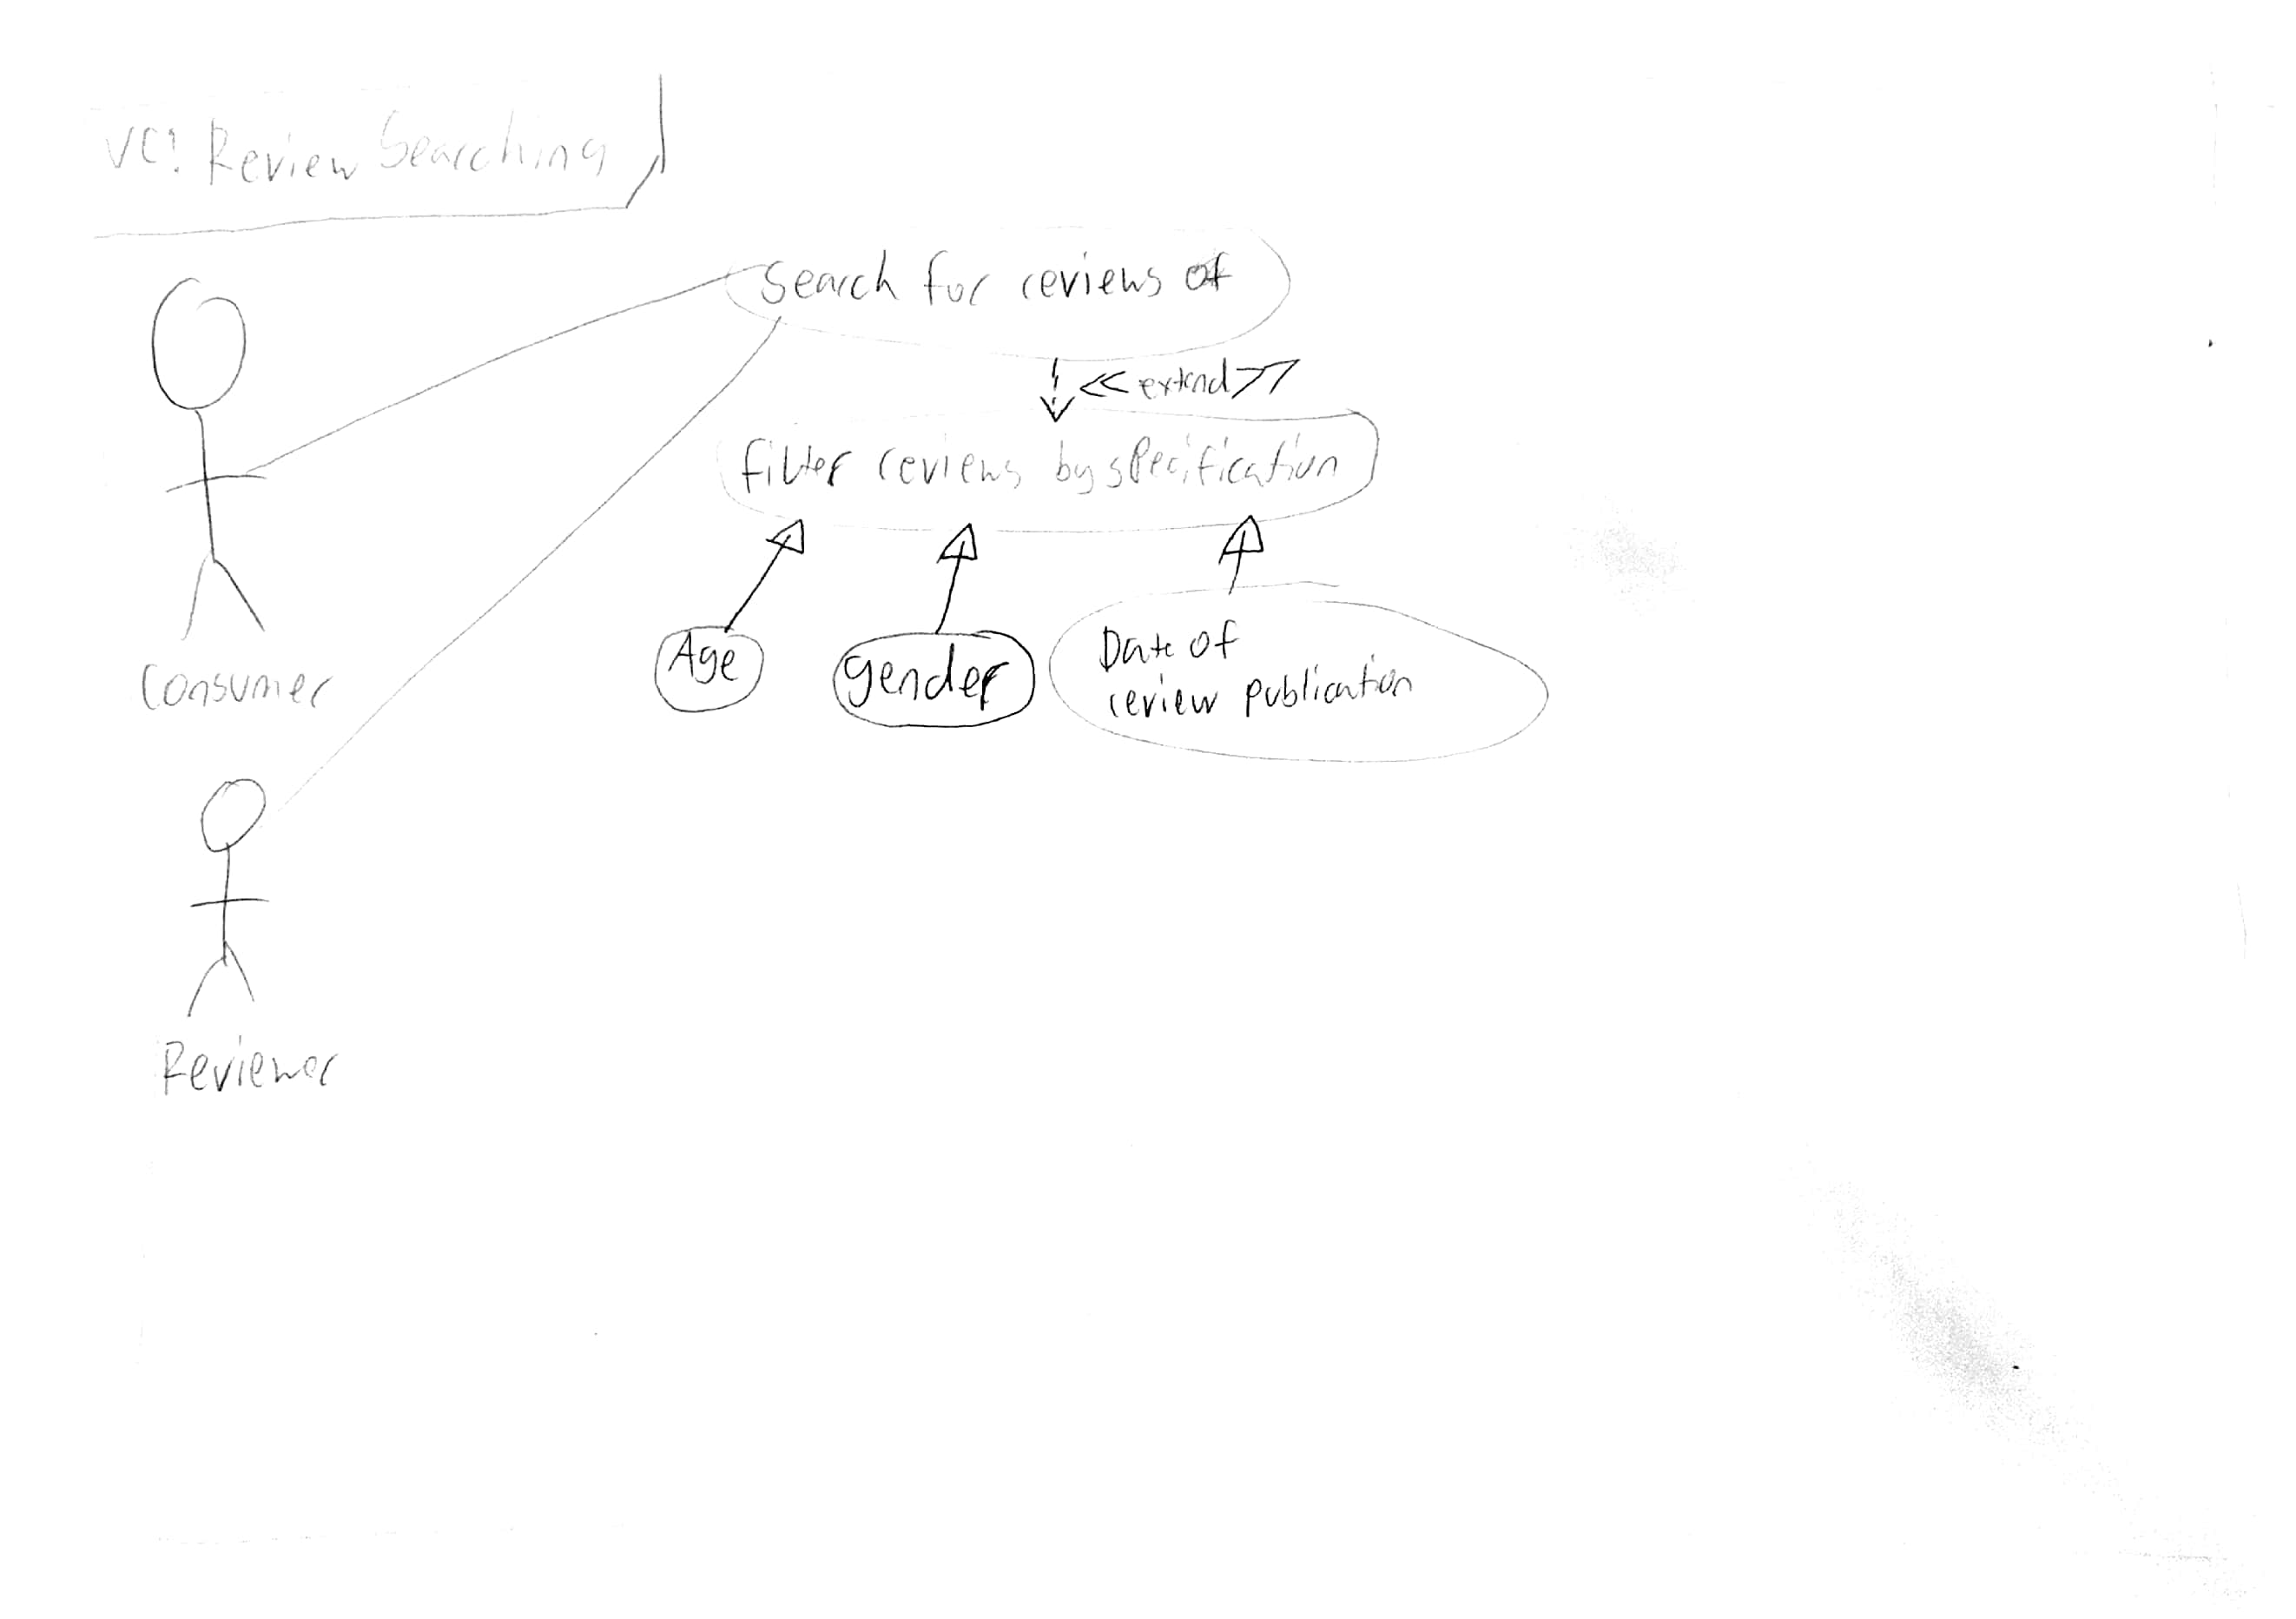 UC: Review Searching
Search for reviews of
<<extend>>
filter reviews by specification
Age
gender
Date of
review publication
Consumer
Reviewer